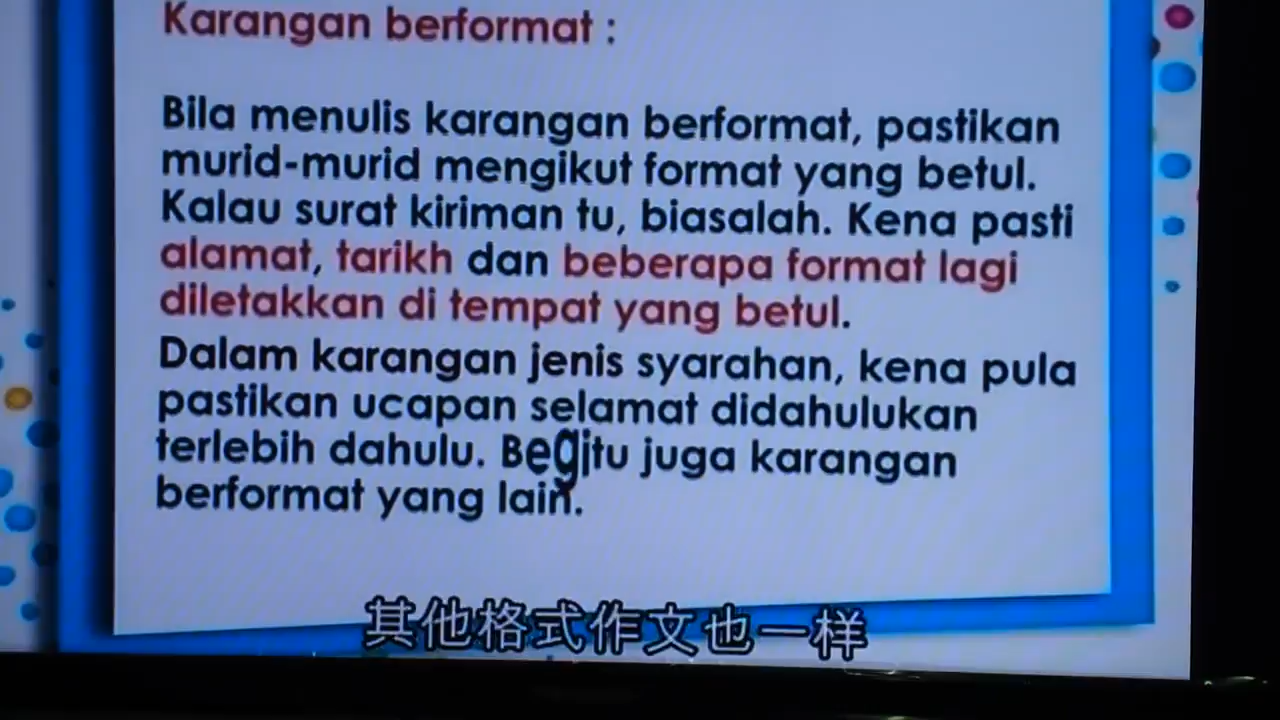 Karangan berformat :
Bila menulis karangan berformat, pastikan
murid-murid mengikut format yang betul.
Kalau surat kiriman tu, biasalah. Kena pasti
alamat, tarikh dan beberapa format lagi
diletakkan di tempat yang betul.
Dalam karangan jenis syarahan, kena pula
pastikan ucapan selamat didahulukan
terlebih dahulu. Begitu juga karangan
berformat yang lain.
其他格式作文也一样